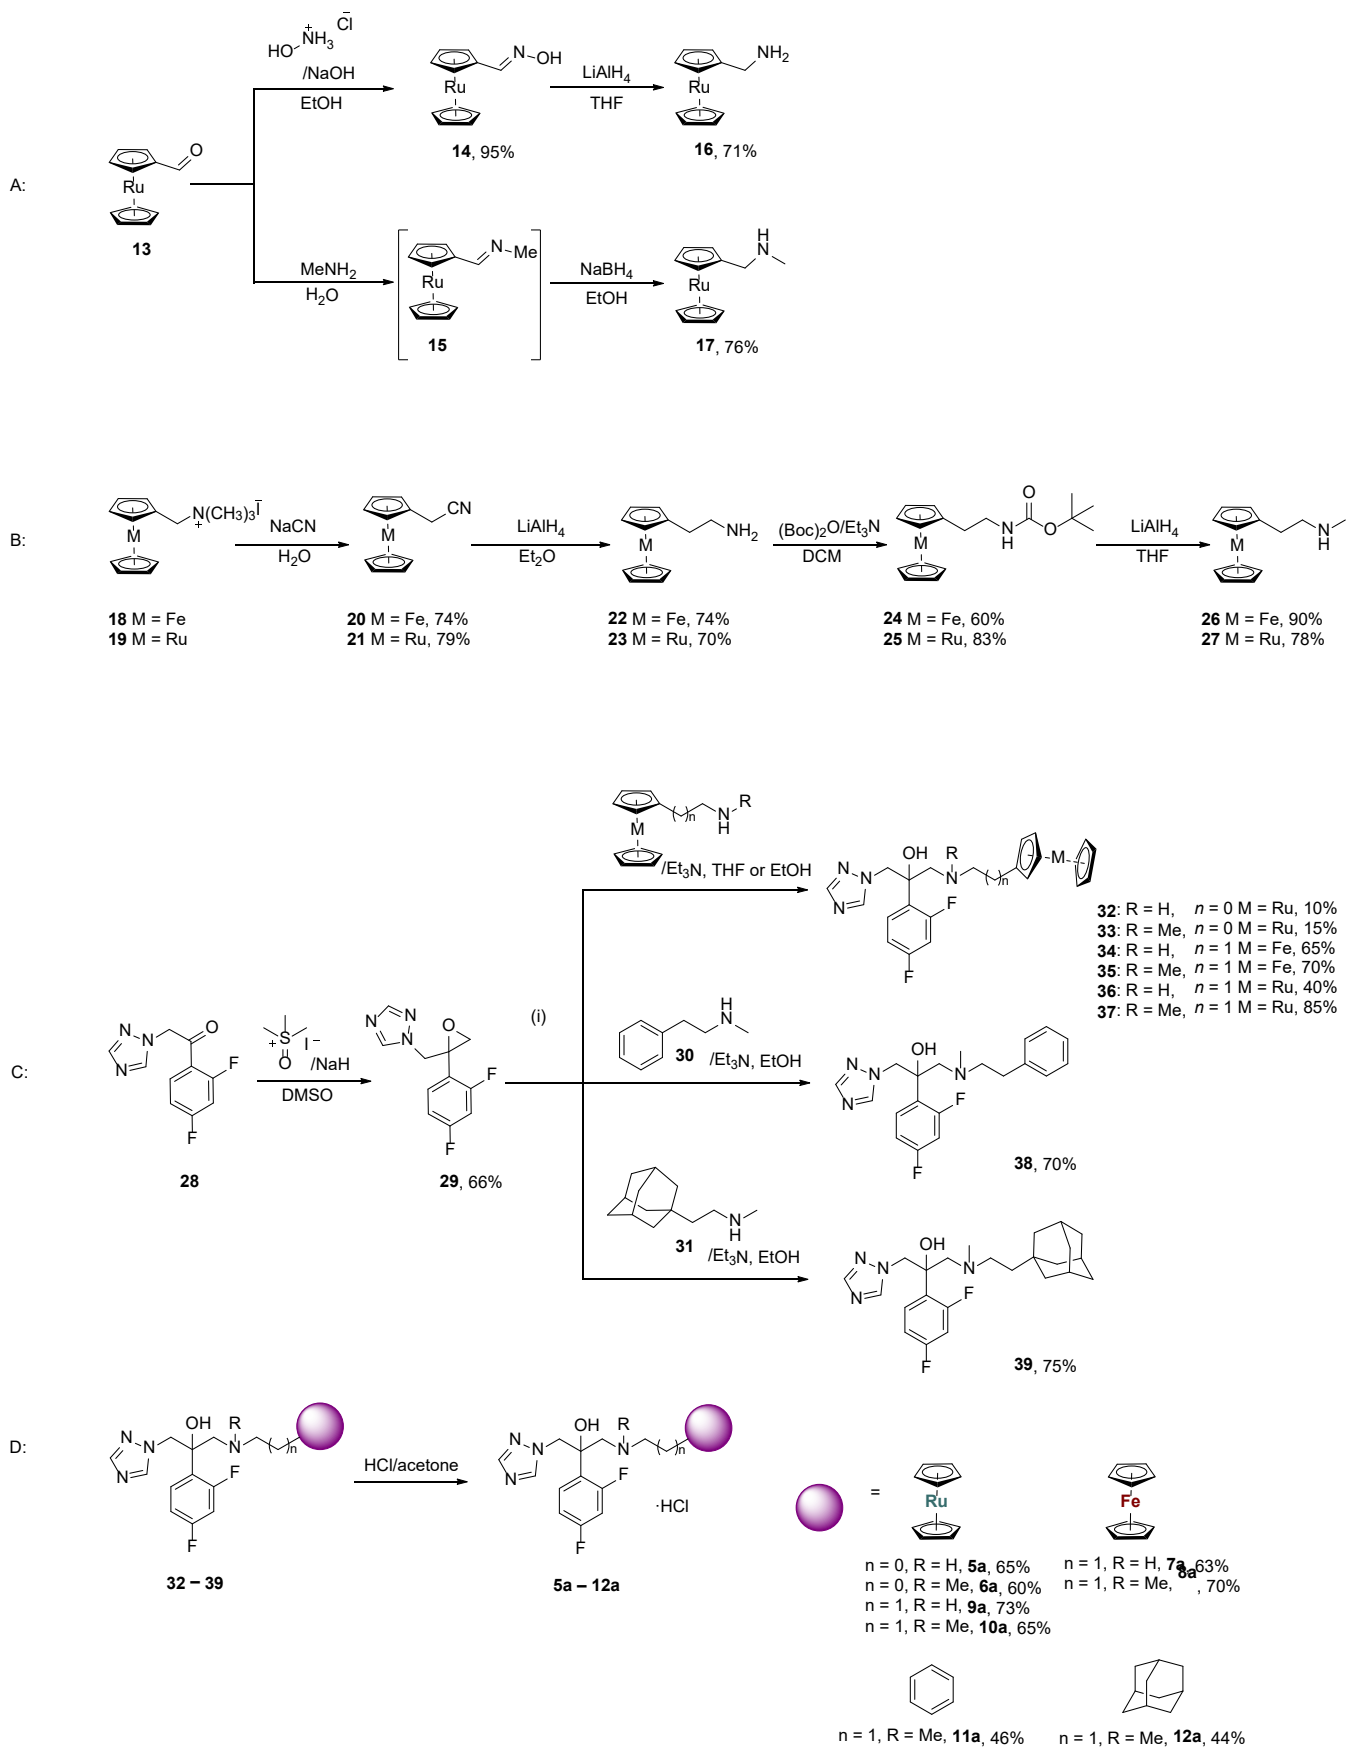 A:
HO NH3 + Cl −
/NaOH
EtOH
N OH
Ru
14, 95%
LiAlH4
THF
NH2
Ru
16, 71%
O
Ru
13
MeNH2
H2O
N Me
Ru
15
NaBH4
EtOH
H
N
Ru
17, 76%
B:
N(CH3)3 I −
+
M
NaCN
H2O
CN
M
LiAlH4
Et2O
NH2
M
(Boc)2O/Et3N
DCM
O
N
H
O
M
LiAlH4
THF
N
H
M
18 M = Fe
19 M = Ru
20 M = Fe, 74%
21 M = Ru, 79%
22 M = Fe, 74%
23 M = Ru, 70%
24 M = Fe, 60%
25 M = Ru, 83%
26 M = Fe, 90%
27 M = Ru, 78%
C:
N
N
N
O
F
F
28
S
+
O
I −
/NaH
DMSO
N
N
N
O
F
F
29, 66%
(i)
M
( )n
N
H
R
/Et3N, THF or EtOH
N
N
N
OH
R
N
( )n
M
F
F
32: R = H, n = 0 M = Ru, 10%
33: R = Me, n = 0 M = Ru, 15%
34: R = H, n = 1 M = Fe, 65%
35: R = Me, n = 1 M = Fe, 70%
36: R = H, n = 1 M = Ru, 40%
37: R = Me, n = 1 M = Ru, 85%
H
N
30
/Et3N, EtOH
N
N
N
OH
N
F
F
38, 70%
N
H
31
/Et3N, EtOH
N
N
N
OH
N
F
F
39, 75%
D:
N
N
N
OH
R
N
( )n
F
F
32 – 39
HCl/acetone
N
N
N
OH
R
N
( )n
F
F
·HCl
5a – 12a
=
Ru
n = 0, R = H, 5a, 65%
n = 0, R = Me, 6a, 60%
n = 1, R = H, 9a, 73%
n = 1, R = Me, 10a, 65%
Fe
n = 1, R = H, 7a, 63%
n = 1, R = Me, 8a, 70%
n = 1, R = Me, 11a, 46%
n = 1, R = Me, 12a, 44%